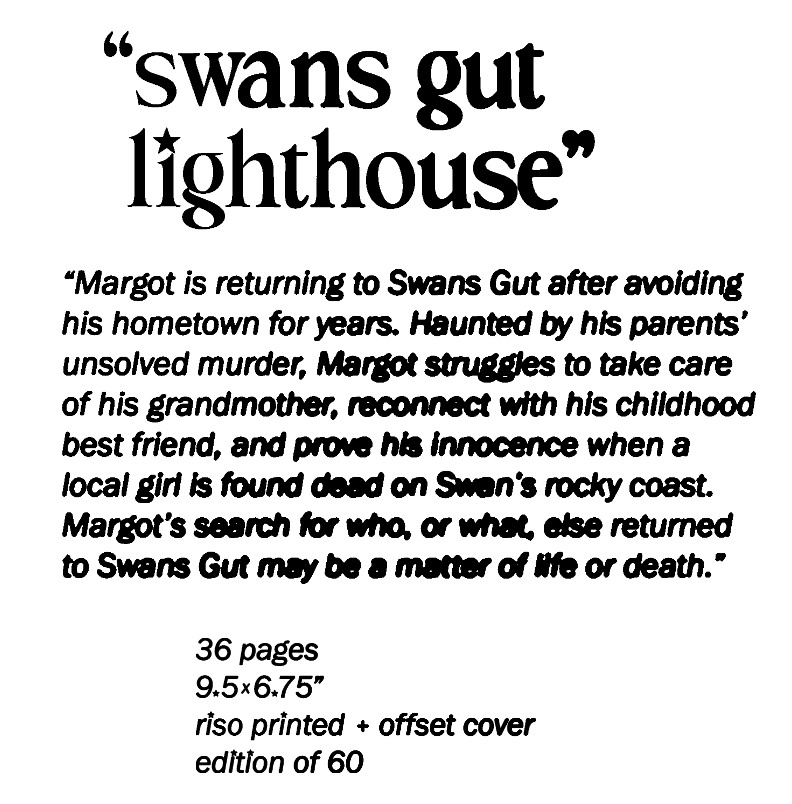 “swans gut
lighthouse”
“Margot is returning to Swans Gut after avoiding
his hometown for years. Haunted by his parents’
unsolved murder, Margot struggles to take care
of his grandmother, reconnect with his childhood
best friend, and prove his innocence when a
local girl is found dead on Swan's rocky coast.
Margot's search for who, or what, else returned
to Swans Gut may be a matter of life or death.”
36 pages
9.5×6.75”
riso printed + offset cover
edition of 60